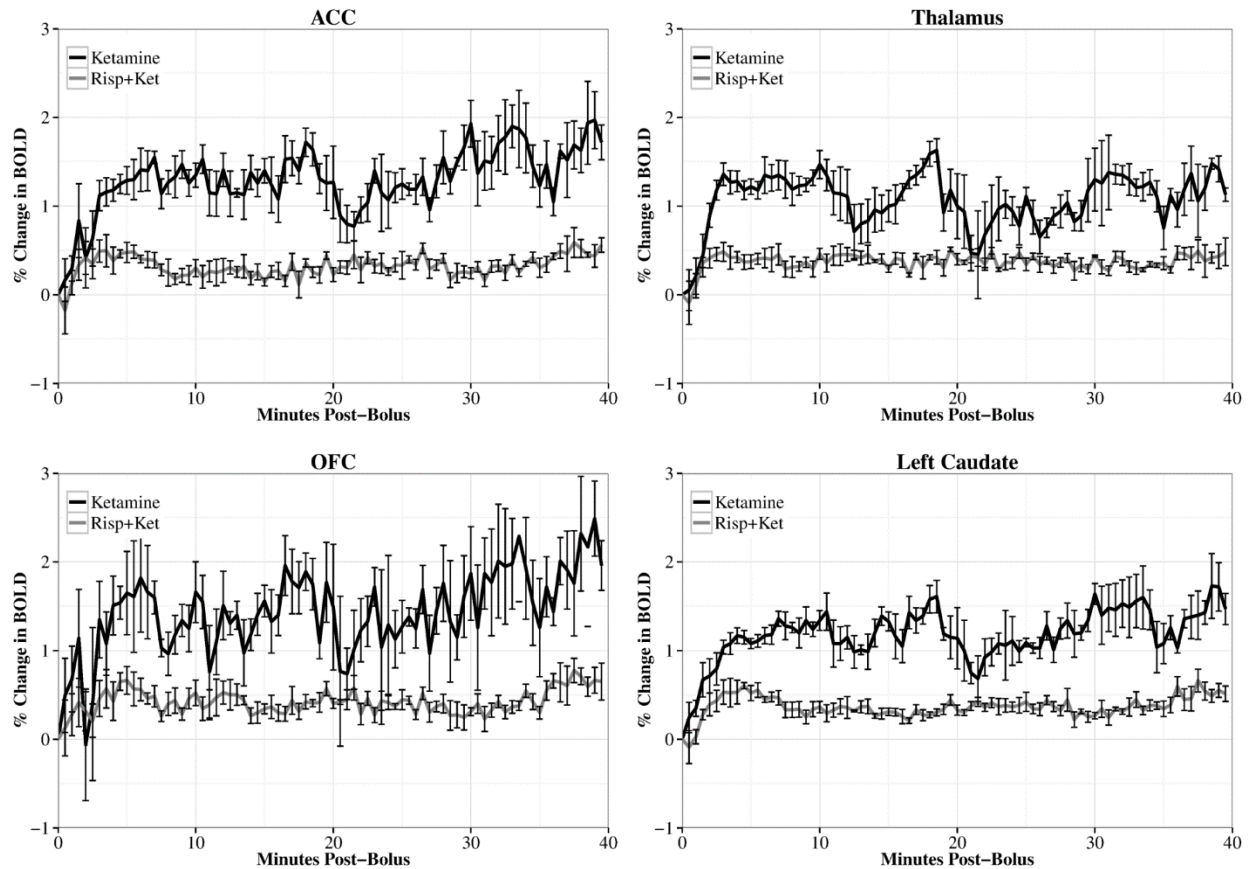 ACC
% Change in BOLD
3
2
1
0
−1
Ketamine
Risp+Ket
0
10
20
30
40
Minutes Post−Bolus
Thalamus
% Change in BOLD
3
2
1
0
−1
Ketamine
Risp+Ket
0
10
20
30
40
Minutes Post−Bolus
OFC
% Change in BOLD
3
2
1
0
−1
Ketamine
Risp+Ket
0
10
20
30
40
Minutes Post−Bolus
Left Caudate
% Change in BOLD
3
2
1
0
−1
Ketamine
Risp+Ket
0
10
20
30
40
Minutes Post−Bolus